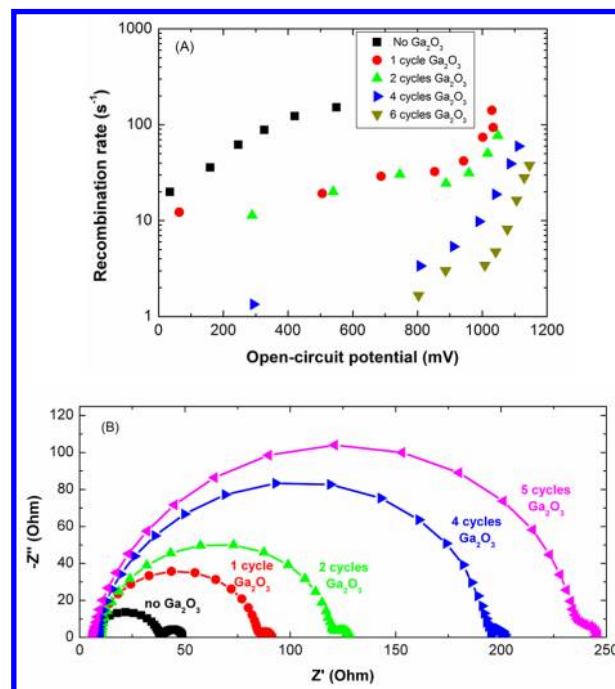 (A)
No Ga₂O₃
1 cycle Ga₂O₃
2 cycles Ga₂O₃
4 cycles Ga₂O₃
6 cycles Ga₂O₃
1000
100
10
1
Recombination rate (s⁻¹)
0 200 400 600 800 1000 1200
Open-circuit potential (mV)
(B)
120
100
80
60
40
20
0
-Z'' (Ohm)
5 cycles
Ga₂O₃
4 cycles
Ga₂O₃
2 cycles
Ga₂O₃
1 cycle
Ga₂O₃
no Ga₂O₃
0 50 100 150 200 250
Z' (Ohm)